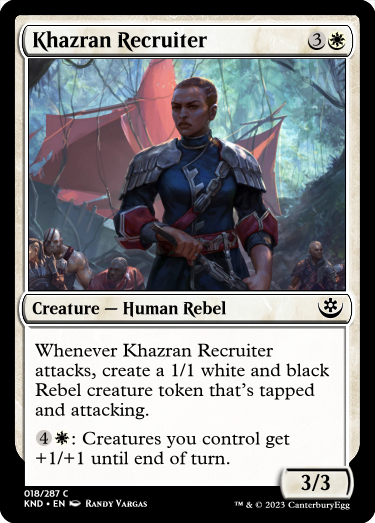 Khazran Recruiter 3
Creature — Human Rebel
Whenever Khazran Recruiter
attacks, create a 1/1 white and black
Rebel creature token that's tapped
and attacking.
4 : Creatures you control get
+1/+1 until end of turn.
3/3
018/287 C
KND • EN Randy Vargas
™ & © 2023 CanterburyEgg